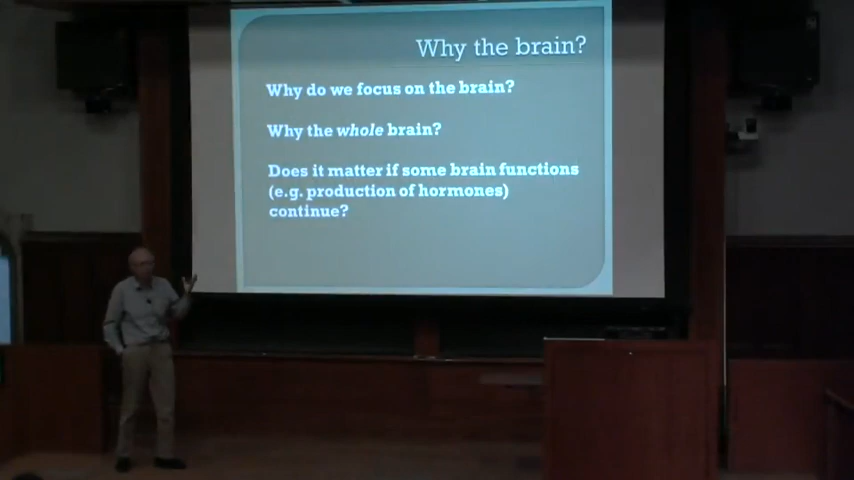 Why the brain?
Why do we focus on the brain?
Why the whole brain?
Does it matter if some brain functions
(e.g. production of hormones)
continue?